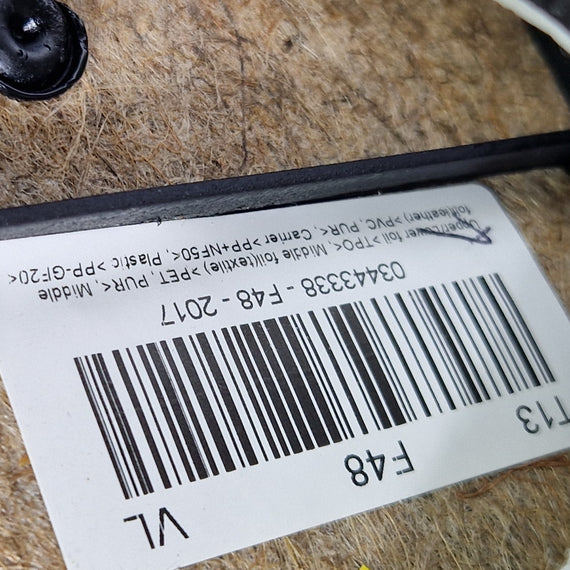 T13 F48 VL
03443338 - F48 - 2017
Upper/Lower foil >TPO<, Middle foil(textile) >PET, PUR<, Middle
foil(leather) >PVC, PUR<, Carrier >PP+NF50<, Plastic >PP-GF20<